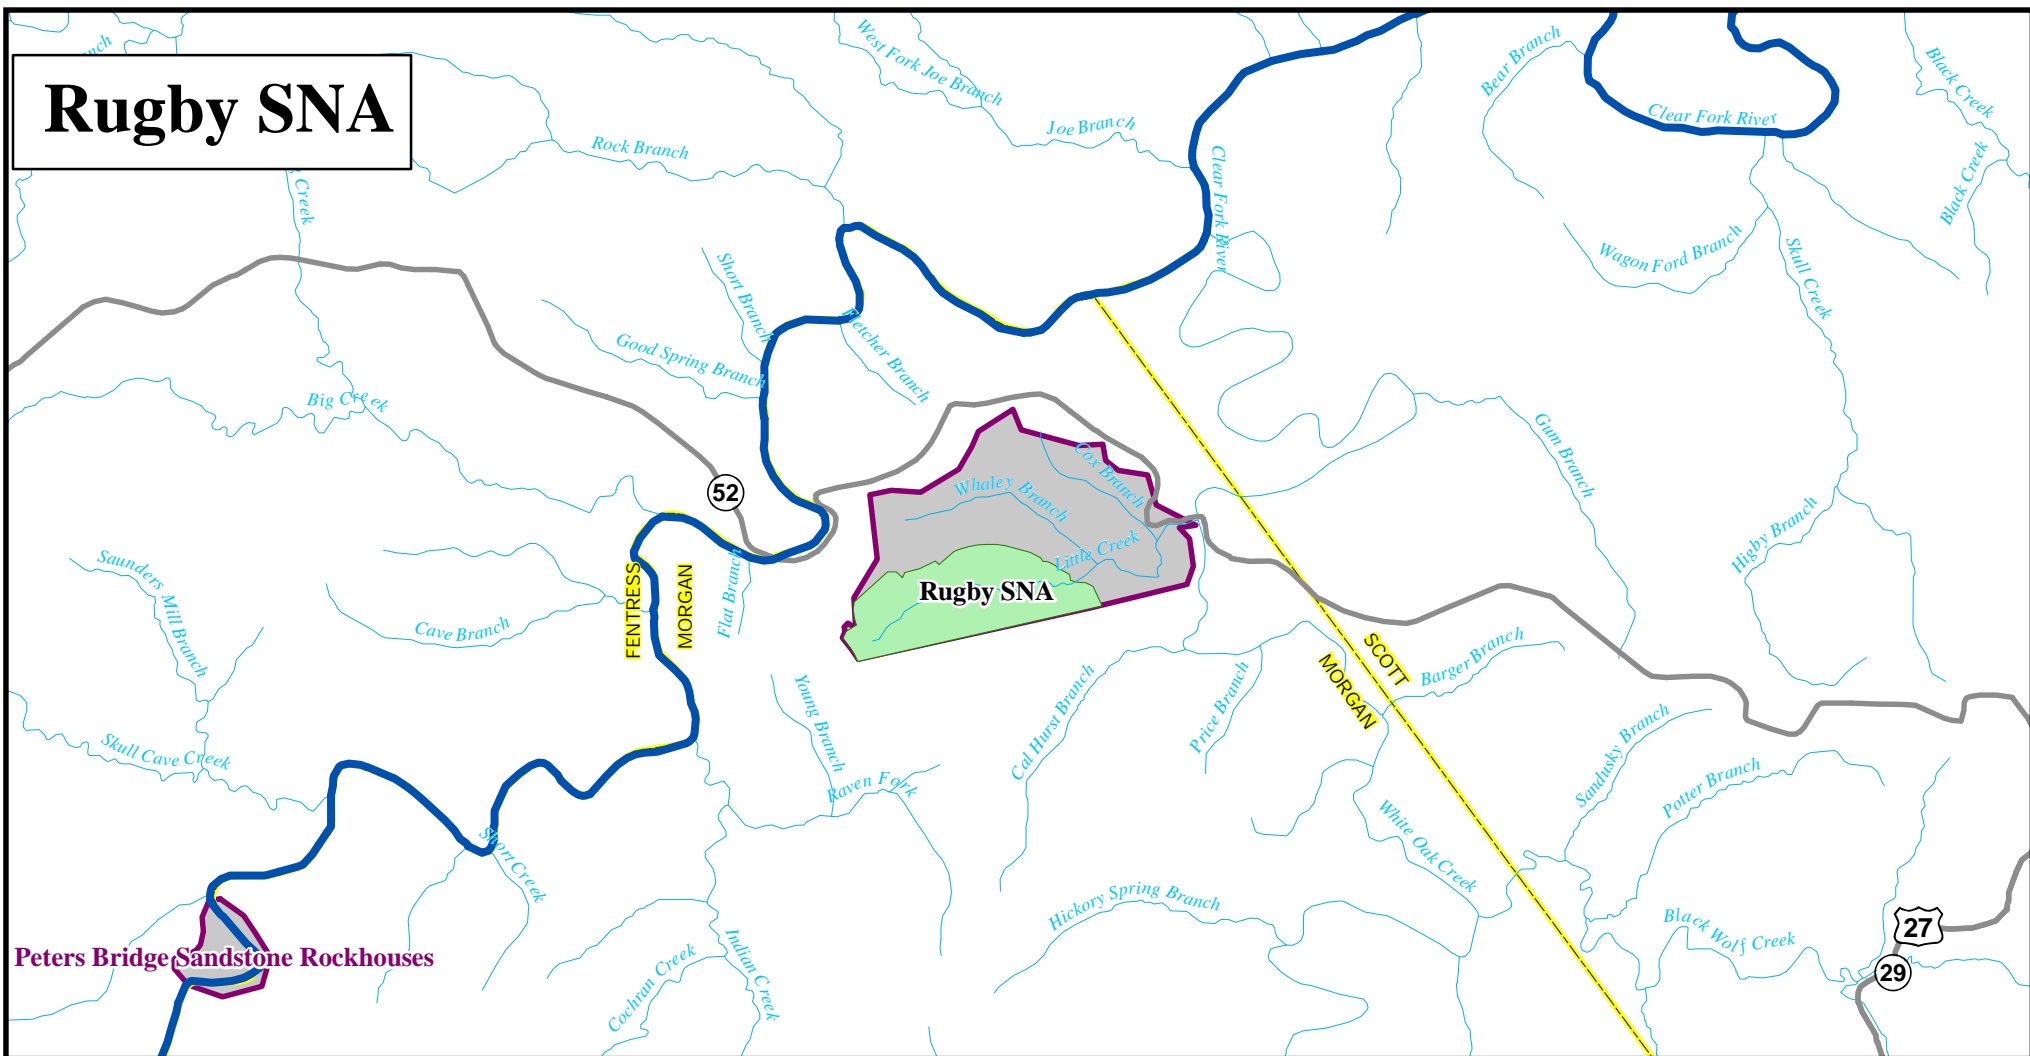 Rugby SNA
nch
West Fork Joe Branch
Joe Branch
Rock Branch
Creek
Clear Fork River
Bear Branch
Clear Fork River
Black Creek
Black Creek
Wagon Ford Branch
Skull Creek
Short Branch
Fletcher Branch
Good Spring Branch
Big Creek
52
Whaley Branch
Cox Branch
Little Creek
Rugby SNA
Gum Branch
Higby Branch
Saunders Mill Branch
Cave Branch
FENTRESS
MORGAN
Flat Branch
SCOTT
MORGAN
Barger Branch
Skull Cave Creek
Young Branch
Raven Fork
Cal Hurst Branch
Price Branch
Sandusky Branch
Potter Branch
White Oak Creek
Short Creek
Hickory Spring Branch
Black Wolf Creek
27
29
Peters Bridge Sandstone Rockhouses
Cochran Creek
Indian Creek